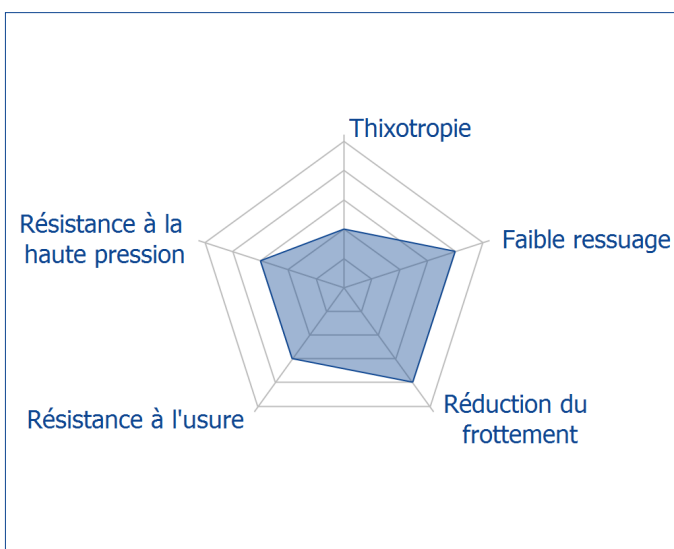 Thixotropie
Résistance à la
haute pression
Faible ressuage
Résistance à l'usure
Réduction du
frottement